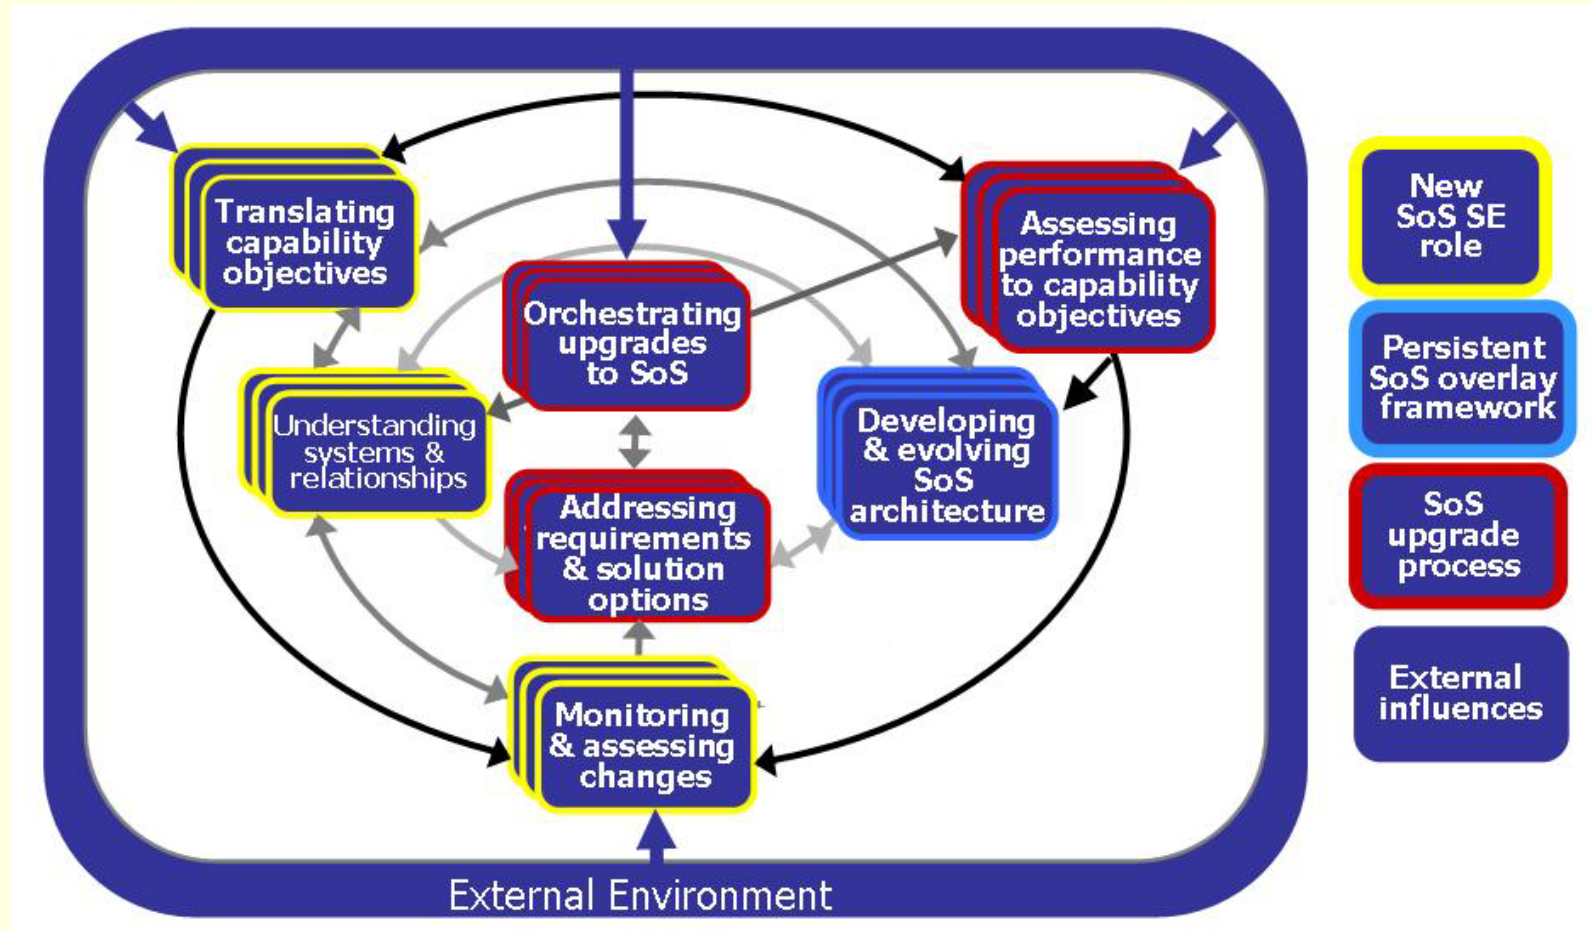 Translating
capability
objectives
Assessing
performance
to capability
objectives
Orchestrating
upgrades
to SoS
Understanding
systems &
relationships
Developing
& evolving
SoS
architecture
Addressing
requirements
& solution
options
Monitoring
& assessing
changes
External Environment
New
SoS SE
role
Persistent
SoS overlay
framework
SoS
upgrade
process
External
influences